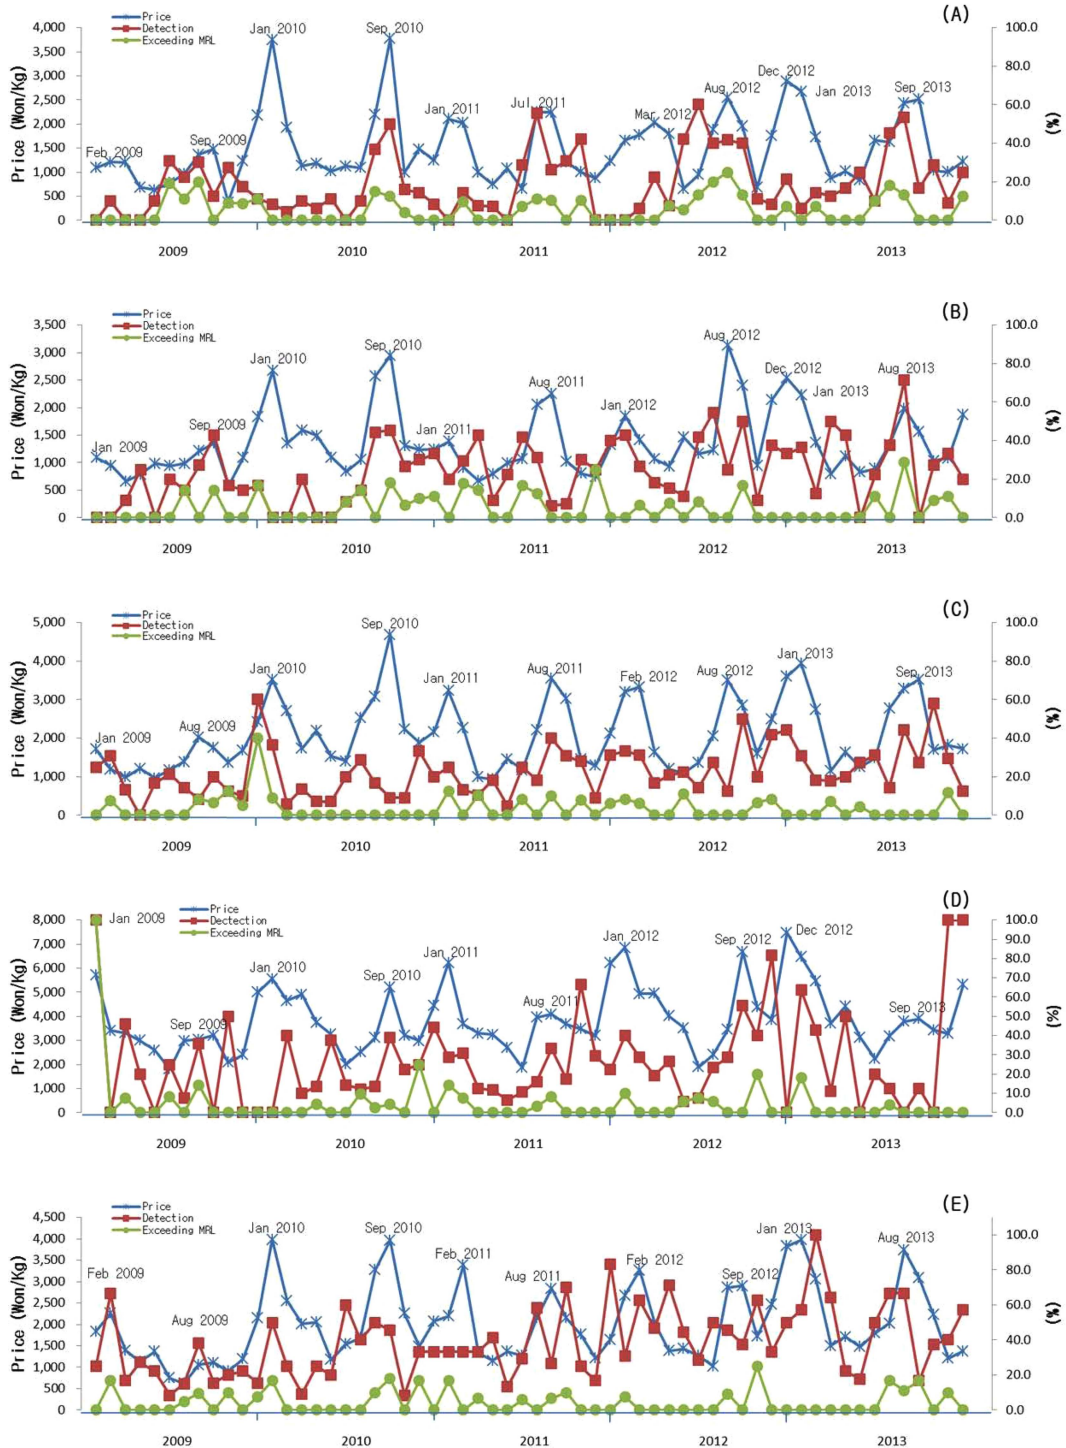 (A)
Price
Detection
Exceeding MRL
Price (Won/Kg)
4,000
3,500
3,000
2,500
2,000
1,500
1,000
500
0
100.0
80.0
60.0
40.0
20.0
0.0
(%)
Feb 2009
Sep 2009
Jan 2010
Sep 2010
Jan 2011
Jul 2011
Mar 2012
Aug 2012
Dec 2012
Jan 2013
Sep 2013
2009 2010 2011 2012 2013
(B)
Price
Detection
Exceeding MRL
Price (Won/Kg)
3,500
3,000
2,500
2,000
1,500
1,000
500
0
100.0
80.0
60.0
40.0
20.0
0.0
(%)
Jan 2009
Sep 2009
Jan 2010
Sep 2010
Jan 2011
Aug 2011
Jan 2012
Aug 2012
Dec 2012
Jan 2013
Aug 2013
2009 2010 2011 2012 2013
(C)
Price
Detection
Exceeding MRL
Price (Won/Kg)
5,000
4,000
3,000
2,000
1,000
0
100.0
80.0
60.0
40.0
20.0
0.0
(%)
Jan 2009
Aug 2009
Jan 2010
Sep 2010
Jan 2011
Aug 2011
Feb 2012
Aug 2012
Jan 2013
Sep 2013
2009 2010 2011 2012 2013
(D)
Price
Dectection
Exceeding MRL
Price (Won/Kg)
8,000
7,000
6,000
5,000
4,000
3,000
2,000
1,000
0
100.0
90.0
80.0
70.0
60.0
50.0
40.0
30.0
20.0
10.0
0.0
(%)
Jan 2009
Sep 2009
Jan 2010
Sep 2010
Jan 2011
Aug 2011
Jan 2012
Sep 2012
Dec 2012
Sep 2013
2009 2010 2011 2012 2013
(E)
Price
Detection
Exceeding MRL
Price (Won/Kg)
4,500
4,000
3,500
3,000
2,500
2,000
1,500
1,000
500
0
100.0
80.0
60.0
40.0
20.0
0.0
(%)
Feb 2009
Aug 2009
Jan 2010
Sep 2010
Feb 2011
Aug 2011
Feb 2012
Sep 2012
Jan 2013
Aug 2013
2009 2010 2011 2012 2013